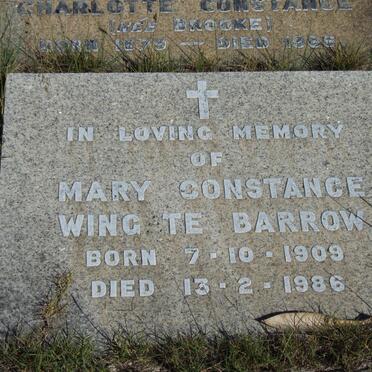 CHARLOTTE CONSTANCE
(NEE BROOKE)
BORN 1879 — DIED 1966
IN LOVING MEMORY
OF
MARY CONSTANCE
WING TE BARROW
BORN 7·10·1909
DIED 13·2·1986